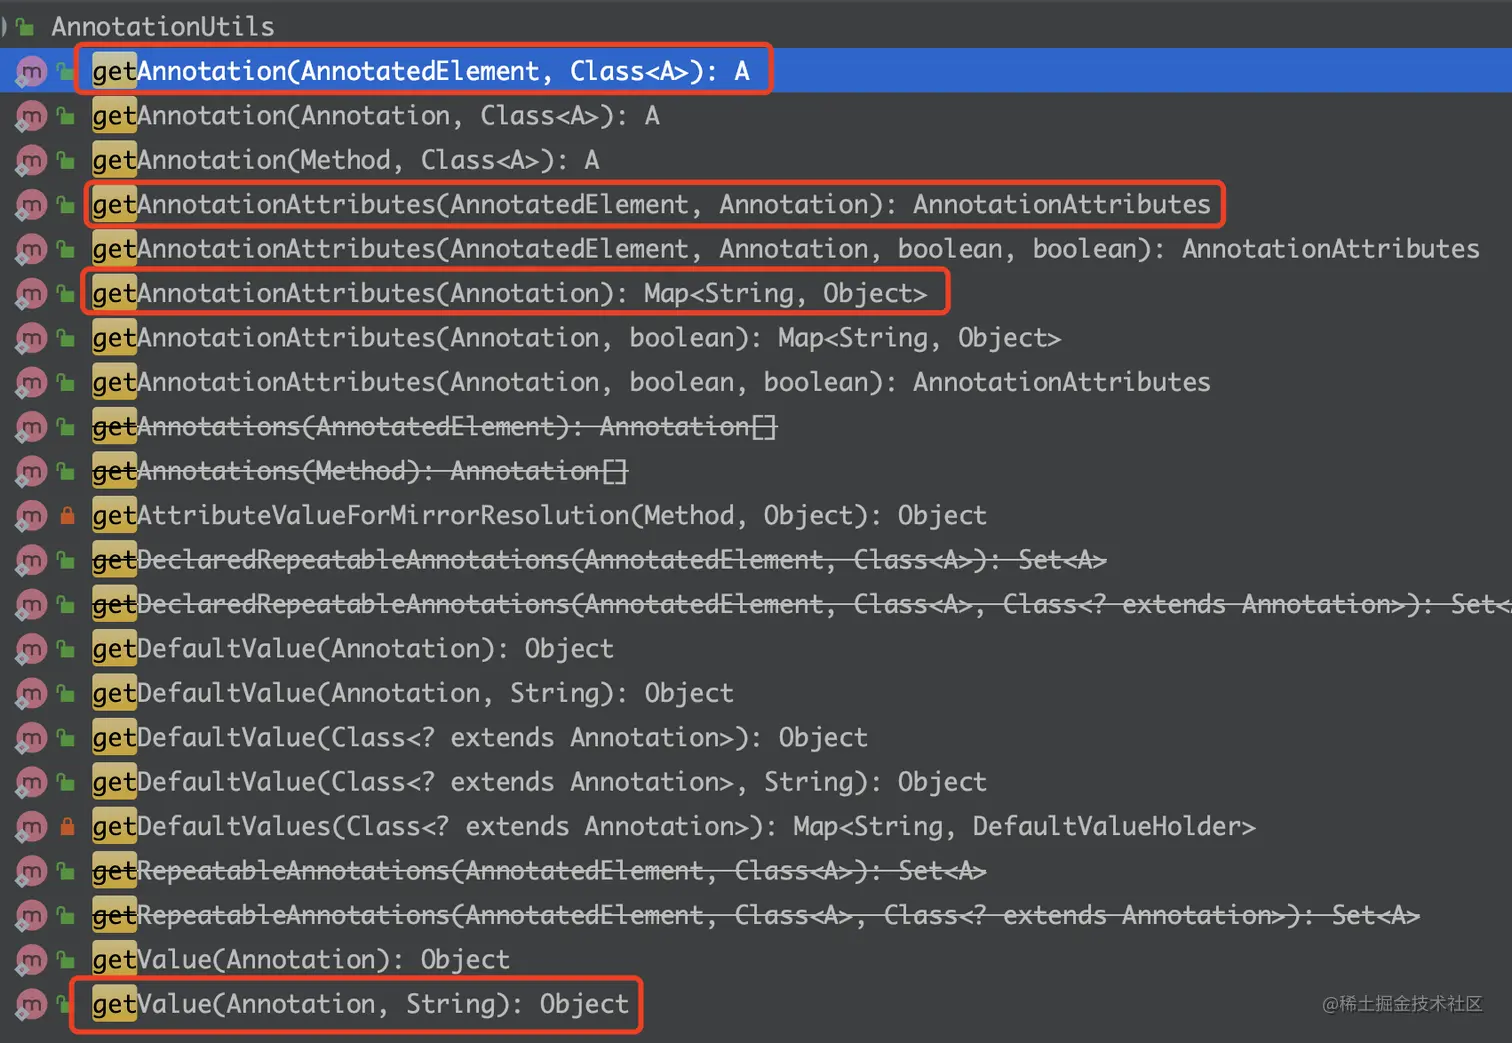 AnnotationUtils
getAnnotation(AnnotatedElement, Class<A>): A
getAnnotation(Annotation, Class<A>): A
getAnnotation(Method, Class<A>): A
getAnnotationAttributes(AnnotatedElement, Annotation): AnnotationAttributes
getAnnotationAttributes(AnnotatedElement, Annotation, boolean, boolean): AnnotationAttributes
getAnnotationAttributes(Annotation): Map<String, Object>
getAnnotationAttributes(Annotation, boolean): Map<String, Object>
getAnnotationAttributes(Annotation, boolean, boolean): AnnotationAttributes
getAnnotations(AnnotatedElement): Annotation[]
getAnnotations(Method): Annotation[]
getAttributeValueForMirrorResolution(Method, Object): Object
getDeclaredRepeatableAnnotations(AnnotatedElement, Class<A>): Set<A>
getDeclaredRepeatableAnnotations(AnnotatedElement, Class<A>, Class<? extends Annotation>): Set<
getDefaultValue(Annotation): Object
getDefaultValue(Annotation, String): Object
getDefaultValue(Class<? extends Annotation>): Object
getDefaultValue(Class<? extends Annotation>, String): Object
getDefaultValues(Class<? extends Annotation>): Map<String, DefaultValueHolder>
getRepeatableAnnotations(AnnotatedElement, Class<A>): Set<A>
getRepeatableAnnotations(AnnotatedElement, Class<A>, Class<? extends Annotation>): Set<A>
getValue(Annotation): Object
getValue(Annotation, String): Object
@稀土掘金技术社区